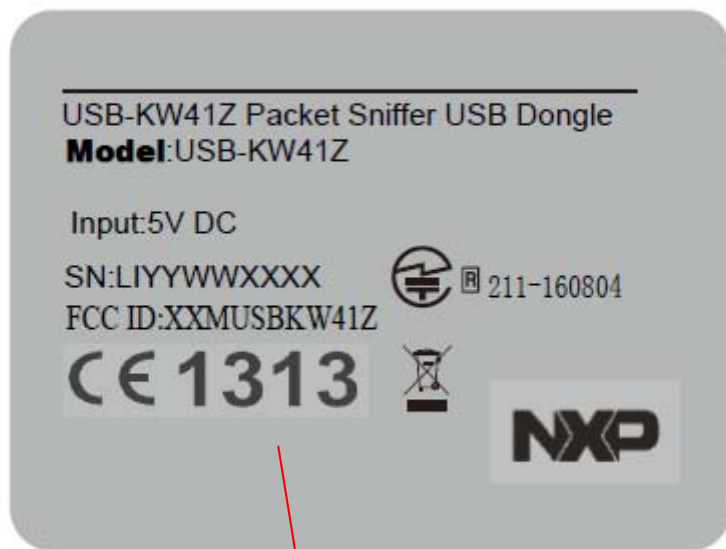 USB-KW41Z Packet Sniffer USB Dongle
Model:USB-KW41Z
Input:5V DC
SN:LIYYWWXXXX
R 211-160804
FCC ID:XXMUSBKW41Z
CE 1313
NXP